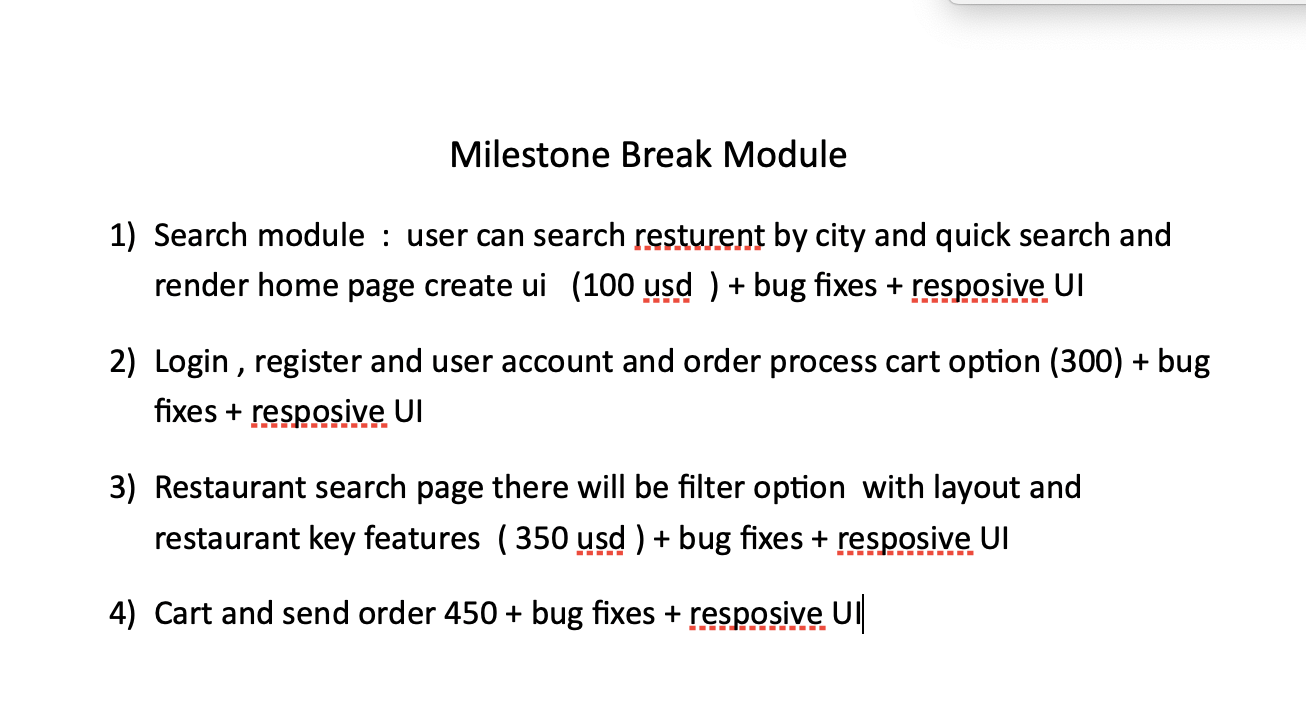 Milestone Break Module
1) Search module : user can search resturent by city and quick search and
render home page create ui (100 usd ) + bug fixes + resposive UI
2) Login , register and user account and order process cart option (300) + bug
fixes + resposive UI
3) Restaurant search page there will be filter option with layout and
restaurant key features ( 350 usd ) + bug fixes + resposive UI
4) Cart and send order 450 + bug fixes + resposive UI